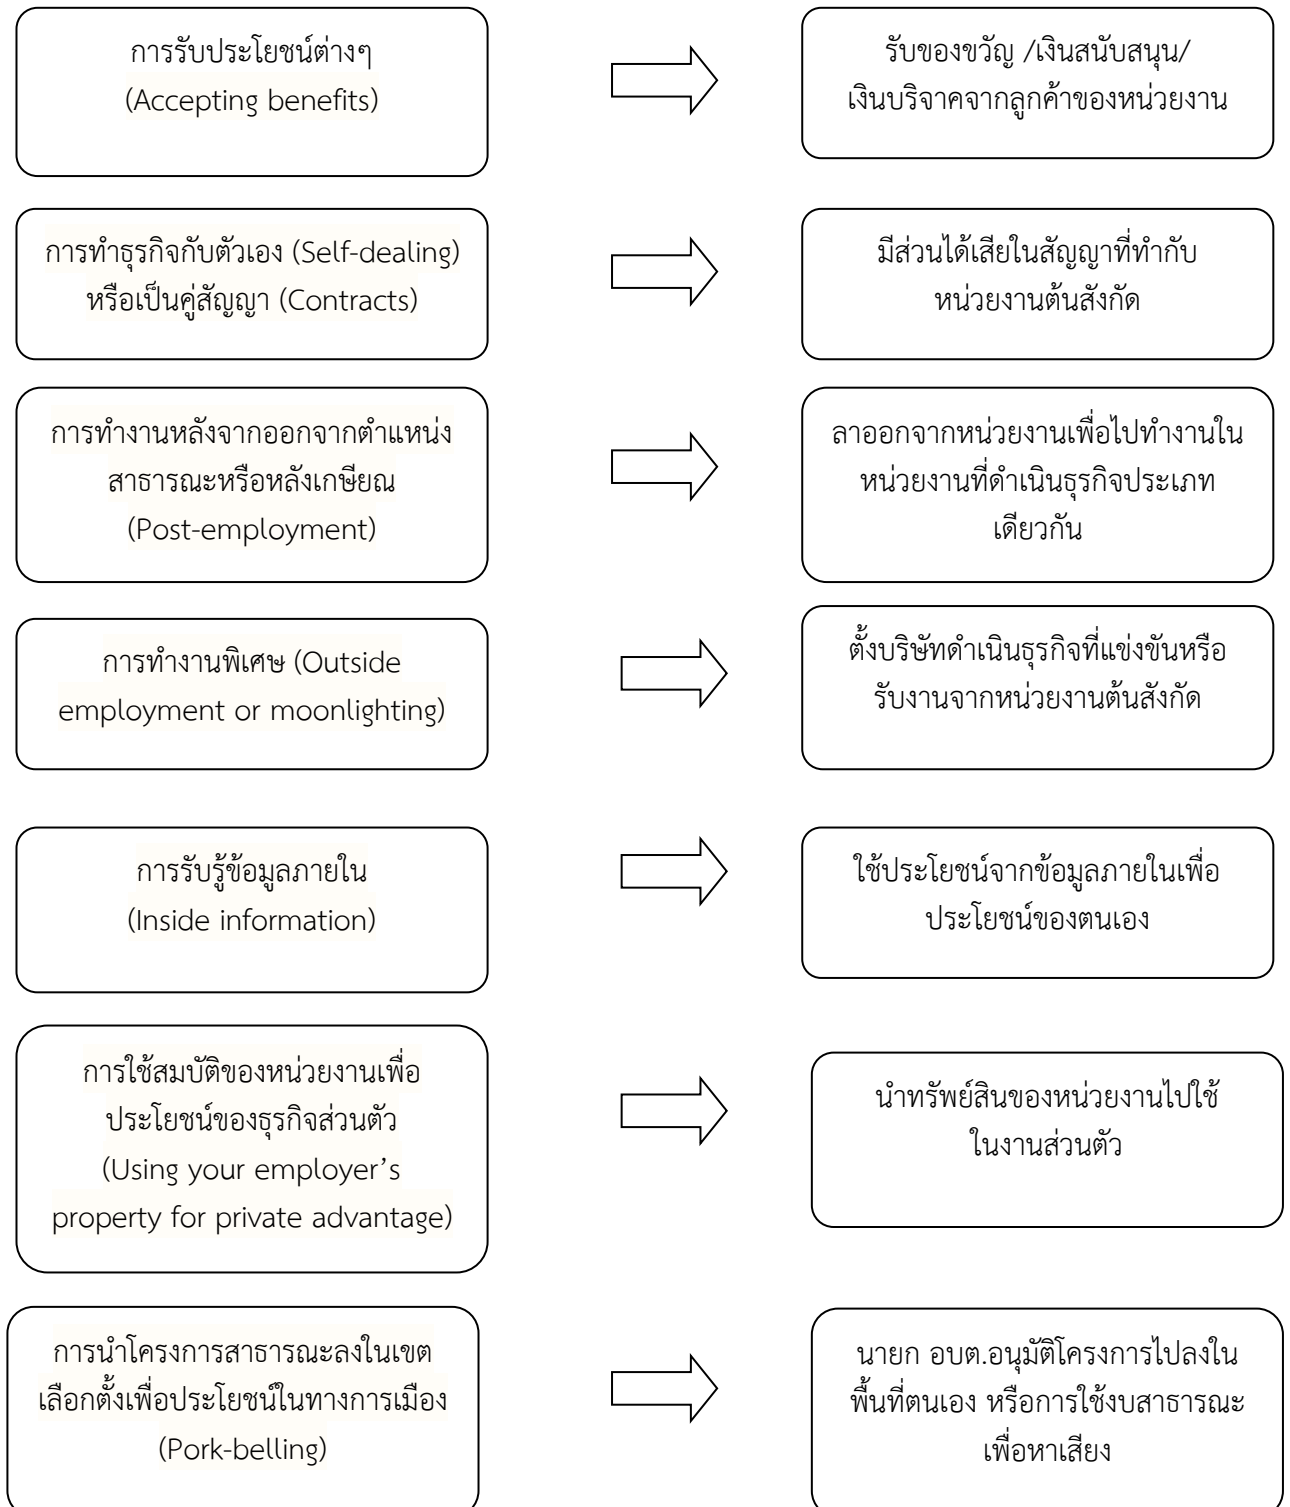 การรับประโยชน์ต่างๆ
(Accepting benefits)
รับของขวัญ /เงินสนับสนุน/
เงินบริจาคจากลูกค้าของหน่วยงาน
การทำธุรกิจกับตัวเอง (Self-dealing)
หรือเป็นคู่สัญญา (Contracts)
มีส่วนได้เสียในสัญญาที่ทำกับ
หน่วยงานต้นสังกัด
การทำงานหลังจากออกจากตำแหน่ง
สาธารณะหรือหลังเกษียณ
(Post-employment)
ลาออกจากหน่วยงานเพื่อไปทำงานใน
หน่วยงานที่ดำเนินธุรกิจประเภท
เดียวกัน
การทำงานพิเศษ (Outside
employment or moonlighting)
ตั้งบริษัทดำเนินธุรกิจที่แข่งขันหรือ
รับงานจากหน่วยงานต้นสังกัด
การรับรู้ข้อมูลภายใน
(Inside information)
ใช้ประโยชน์จากข้อมูลภายในเพื่อ
ประโยชน์ของตนเอง
การใช้สมบัติของหน่วยงานเพื่อ
ประโยชน์ของธุรกิจส่วนตัว
(Using your employer’s
property for private advantage)
นำทรัพย์สินของหน่วยงานไปใช้
ในงานส่วนตัว
การนำโครงการสาธารณะลงในเขต
เลือกตั้งเพื่อประโยชน์ในทางการเมือง
(Pork-belling)
นายก อบต.อนุมัติโครงการไปลงใน
พื้นที่ตนเอง หรือการใช้งบสาธารณะ
เพื่อหาเสียง